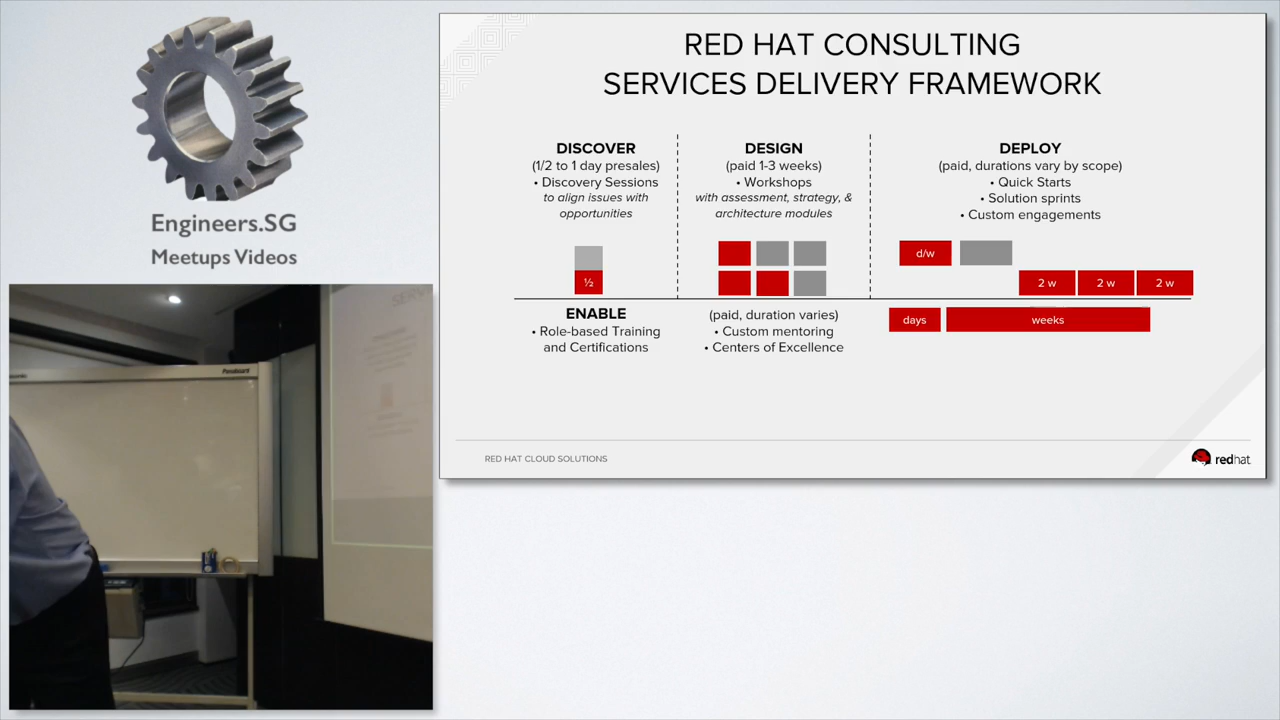 Engineers.SG
Meetups Videos
RED HAT CONSULTING
SERVICES DELIVERY FRAMEWORK
DISCOVER
(1/2 to 1 day presales)
• Discovery Sessions
to align issues with
opportunities
DESIGN
(paid 1-3 weeks)
• Workshops
with assessment, strategy, &
architecture modules
DEPLOY
(paid, durations vary by scope)
• Quick Starts
• Solution sprints
• Custom engagements
½
d/w
2 w
2 w
2 w
ENABLE
• Role-based Training
and Certifications
(paid, duration varies)
• Custom mentoring
• Centers of Excellence
days
weeks
RED HAT CLOUD SOLUTIONS
redhat
Panaboard